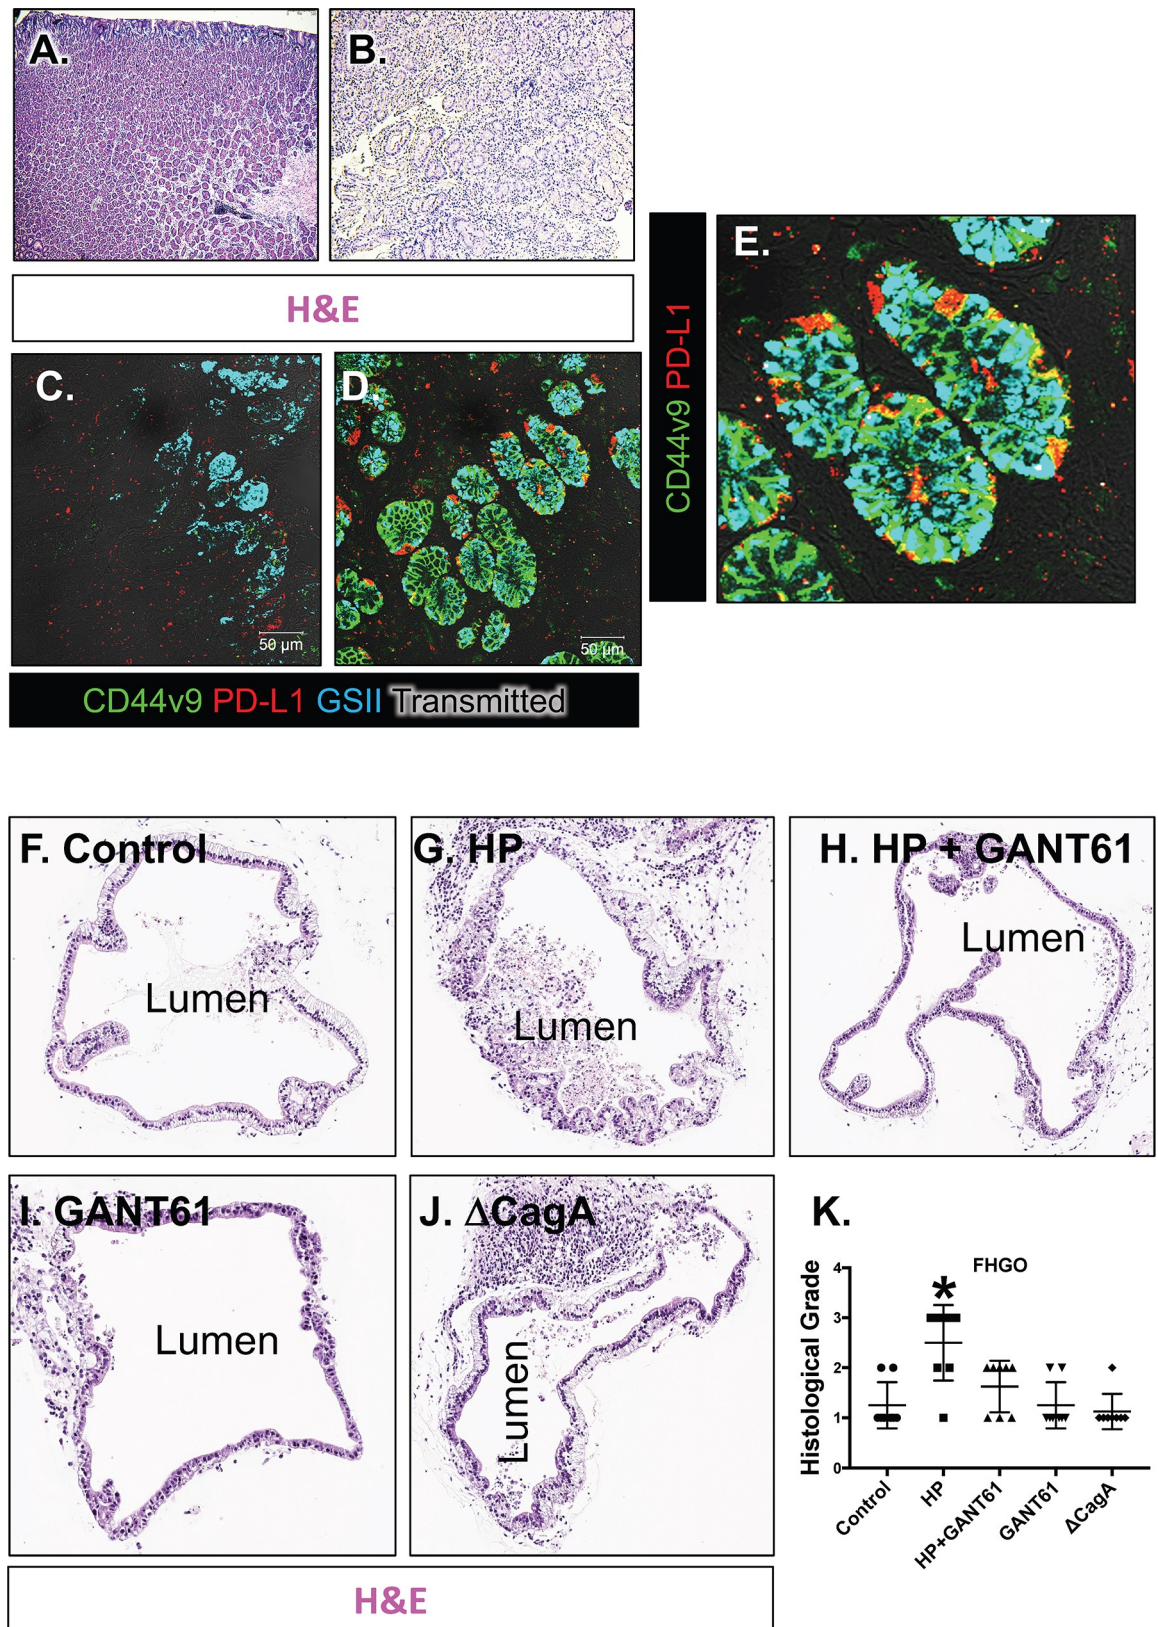 A.
B.
H&E
C.
D.
50 µm
50 µm
CD44v9 PD-L1 GSII Transmitted
CD44v9 PD-L1
E.
F. Control
Lumen
G. HP
Lumen
H. HP + GANT61
Lumen
I. GANT61
Lumen
J. ΔCagA
Lumen
H&E
K.
FHGO
Histological Grade
4
3
2
1
0
*
Control
HP
HP+GANT61
GANT61
ΔCagA